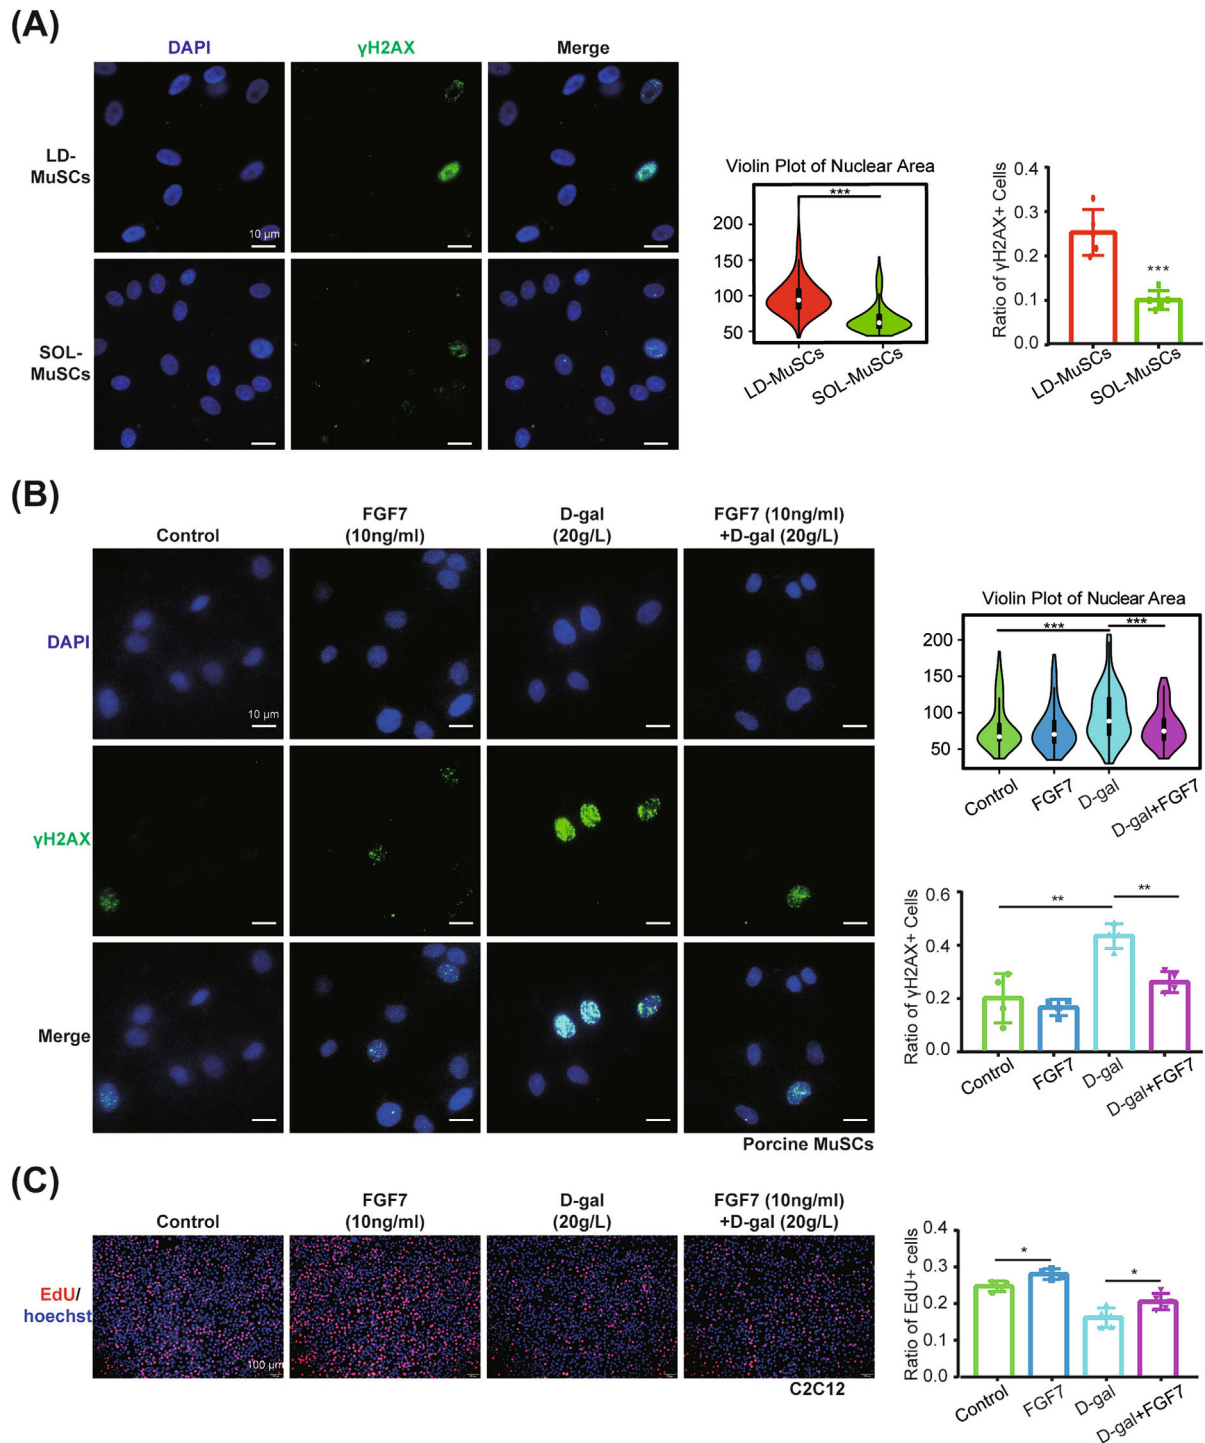 (A)
DAPI
γH2AX
Merge
LD-
MuSCs
10 µm
SOL-
MuSCs
Violin Plot of Nuclear Area
***
200
150
100
50
LD-MuSCs
SOL-MuSCs
Ratio of γH2AX+ Cells
0.4
0.3
0.2
0.1
0.0
***
LD-MuSCs
SOL-MuSCs
(B)
Control
FGF7
(10ng/ml)
D-gal
(20g/L)
FGF7 (10ng/ml)
+D-gal (20g/L)
DAPI
10 µm
γH2AX
Merge
Porcine MuSCs
Violin Plot of Nuclear Area
***
***
200
150
100
50
Control
FGF7
D-gal
D-gal+FGF7
Ratio of γH2AX+ Cells
0.6
0.4
0.2
0.0
**
**
Control
FGF7
D-gal
D-gal+FGF7
(C)
Control
FGF7
(10ng/ml)
D-gal
(20g/L)
FGF7 (10ng/ml)
+D-gal (20g/L)
EdU/
hoechst
100 µm
C2C12
Ratio of EdU+ cells
0.4
0.3
0.2
0.1
0.0
*
*
Control
FGF7
D-gal
D-gal+FGF7